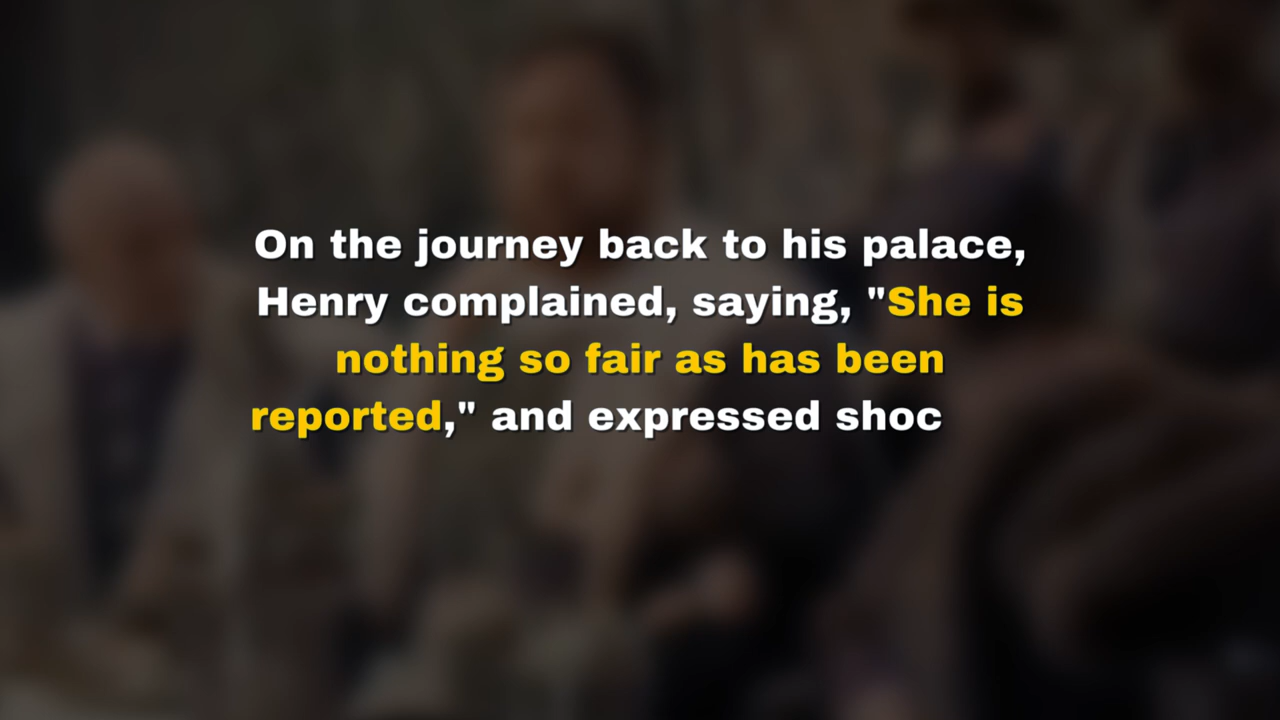 On the journey back to his palace,
Henry complained, saying, "She is
nothing so fair as has been
reported," and expressed shoc